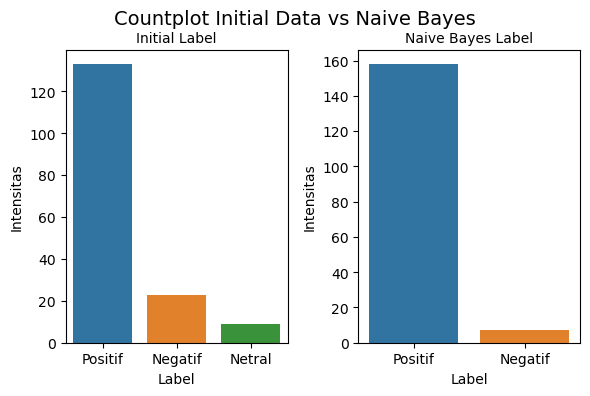 Countplot Initial Data vs Naive Bayes
Initial Label
Intensitas
120
100
80
60
40
20
0
Positif Negatif Netral
Label
Naive Bayes Label
Intensitas
160
140
120
100
80
60
40
20
0
Positif Negatif
Label